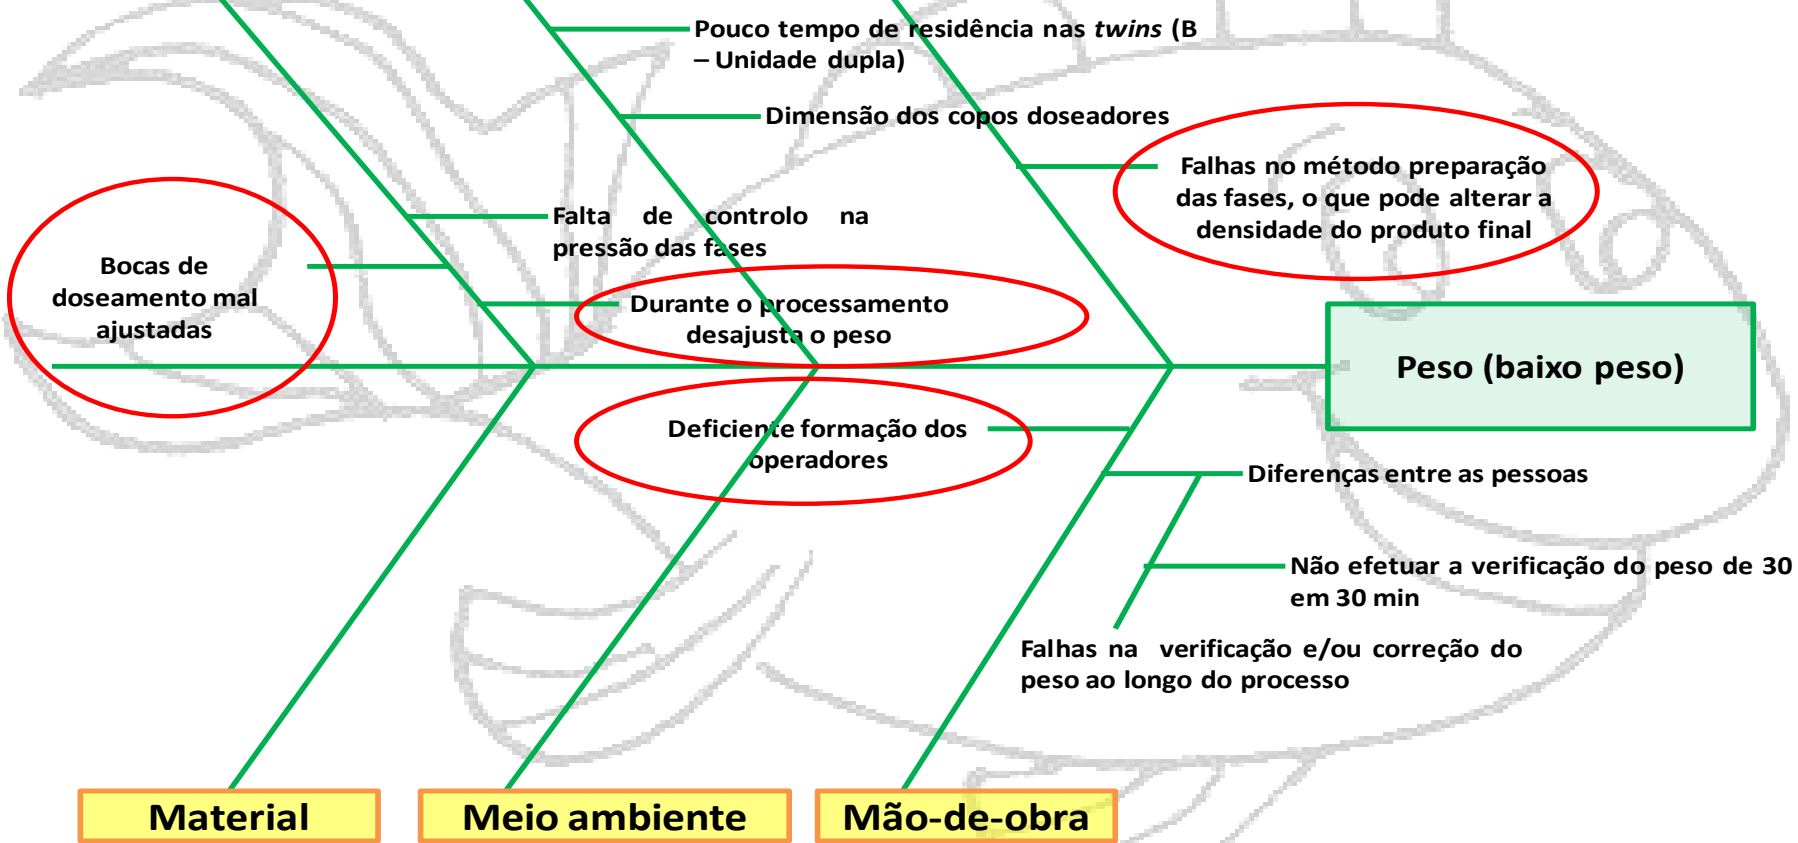 Pouco tempo de residência nas twins (B
– Unidade dupla)
Dimensão dos copos doseadores
Falhas no método preparação
das fases, o que pode alterar a
densidade do produto final
Falta de controlo na
pressão das fases
Bocas de
doseamento mal
ajustadas
Durante o processamento
desajusta o peso
Peso (baixo peso)
Deficiente formação dos
operadores
Diferenças entre as pessoas
Não efetuar a verificação do peso de 30
em 30 min
Falhas na verificação e/ou correção do
peso ao longo do processo
Material
Meio ambiente
Mão-de-obra